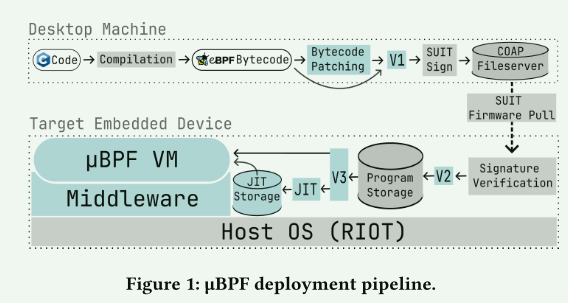 Desktop Machine
Code
Compilation
eBPF Bytecode
Bytecode
Patching
V1
SUIT
Sign
COAP
Fileserver
SUIT
Firmware Pull
Target Embedded Device
µBPF VM
Middleware
JIT
Storage
JIT
V3
Program
Storage
V2
Signature
Verification
Host OS (RIOT)
Figure 1: µBPF deployment pipeline.